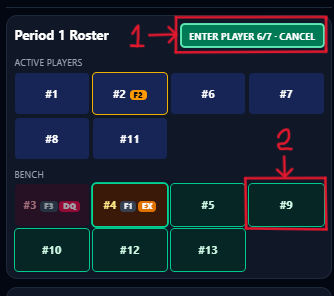 1
Period 1 Roster
ENTER PLAYER 6/7 - CANCEL
ACTIVE PLAYERS
#1 #2 F2 #6 #7
#8 #11
2
BENCH
#3 F3 DQ #4 F1 EX #5 #9
#10 #12 #13